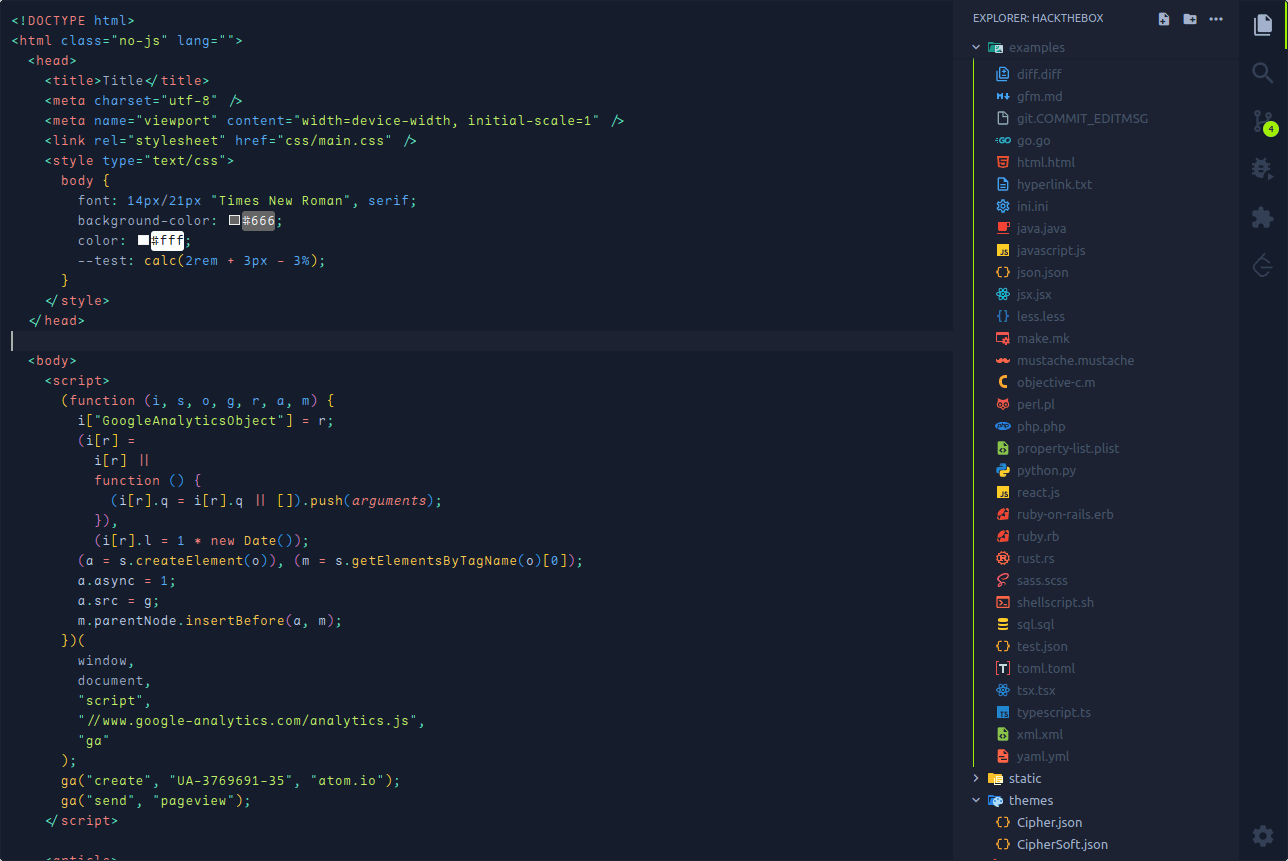 <!DOCTYPE html>
<html class="no-js" lang="">
  <head>
    <title>Title</title>
    <meta charset="utf-8" />
    <meta name="viewport" content="width=device-width, initial-scale=1" />
    <link rel="stylesheet" href="css/main.css" />
    <style type="text/css">
      body {
        font: 14px/21px "Times New Roman", serif;
        background-color: #666;
        color: #fff;
        --test: calc(2rem + 3px - 3%);
      }
    </style>
  </head>
  <body>
    <script>
      (function (i, s, o, g, r, a, m) {
        i["GoogleAnalyticsObject"] = r;
        (i[r] =
          i[r] ||
          function () {
            (i[r].q = i[r].q || []).push(arguments);
          }),
          (i[r].l = 1 * new Date());
        (a = s.createElement(o)), (m = s.getElementsByTagName(o)[0]);
        a.async = 1;
        a.src = g;
        m.parentNode.insertBefore(a, m);
      })(
        window,
        document,
        "script",
        "//www.google-analytics.com/analytics.js",
        "ga"
      );
      ga("create", "UA-3769691-35", "atom.io");
      ga("send", "pageview");
    </script>
    <article>
EXPLORER: HACKTHEBOX
examples
diff.diff
gfm.md
git.COMMIT_EDITMSG
go.go
html.html
hyperlink.txt
ini.ini
java.java
javascript.js
json.json
jsx.jsx
less.less
make.mk
mustache.mustache
objective-c.m
perl.pl
php.php
property-list.plist
python.py
react.js
ruby-on-rails.erb
ruby.rb
rust.rs
sass.scss
shellscript.sh
sql.sql
test.json
toml.toml
tsx.tsx
typescript.ts
xml.xml
yaml.yml
static
themes
Cipher.json
CipherSoft.json
4